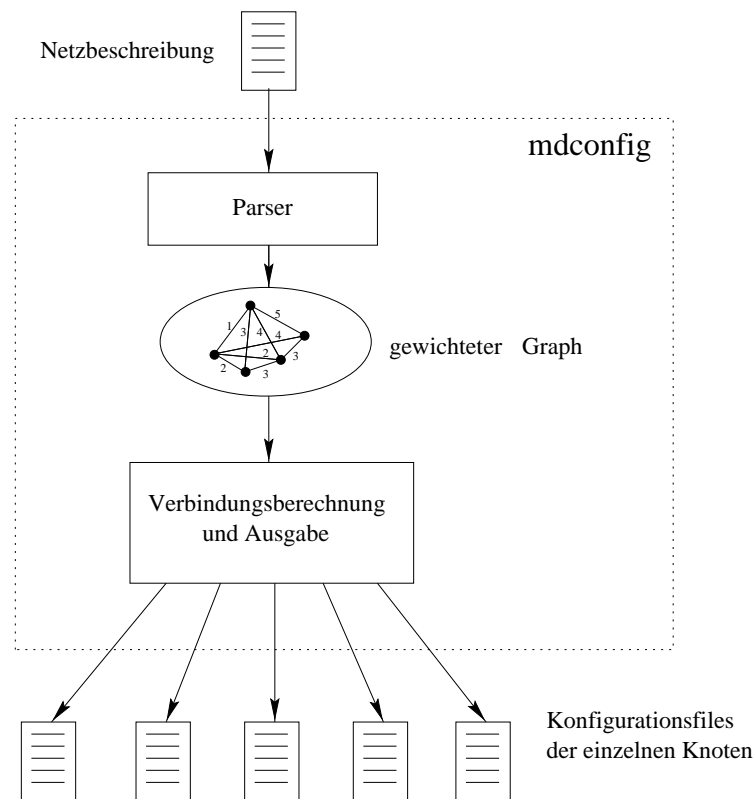 Netzbeschreibung
mdconfig
Parser
5
1
3
4
4
2
3
2
3
gewichteter Graph
Verbindungsberechnung
und Ausgabe
Konfigurationsfiles
der einzelnen Knoten